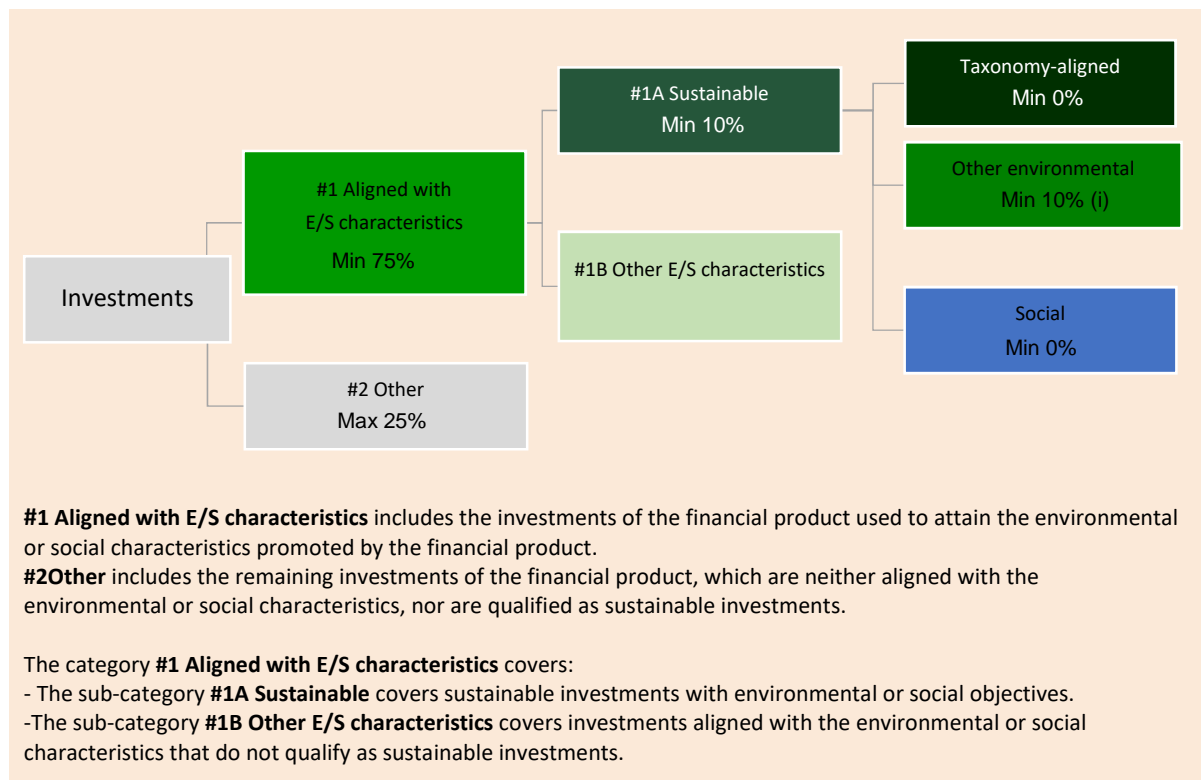 Investments
#1 Aligned with
E/S characteristics
Min 75%
#2 Other
Max 25%
#1A Sustainable
Min 10%
#1B Other E/S characteristics
Taxonomy-aligned
Min 0%
Other environmental
Min 10% (i)
Social
Min 0%
#1 Aligned with E/S characteristics includes the investments of the financial product used to attain the environmental
or social characteristics promoted by the financial product.
#2Other includes the remaining investments of the financial product, which are neither aligned with the
environmental or social characteristics, nor are qualified as sustainable investments.
The category #1 Aligned with E/S characteristics covers:
- The sub-category #1A Sustainable covers sustainable investments with environmental or social objectives.
-The sub-category #1B Other E/S characteristics covers investments aligned with the environmental or social
characteristics that do not qualify as sustainable investments.